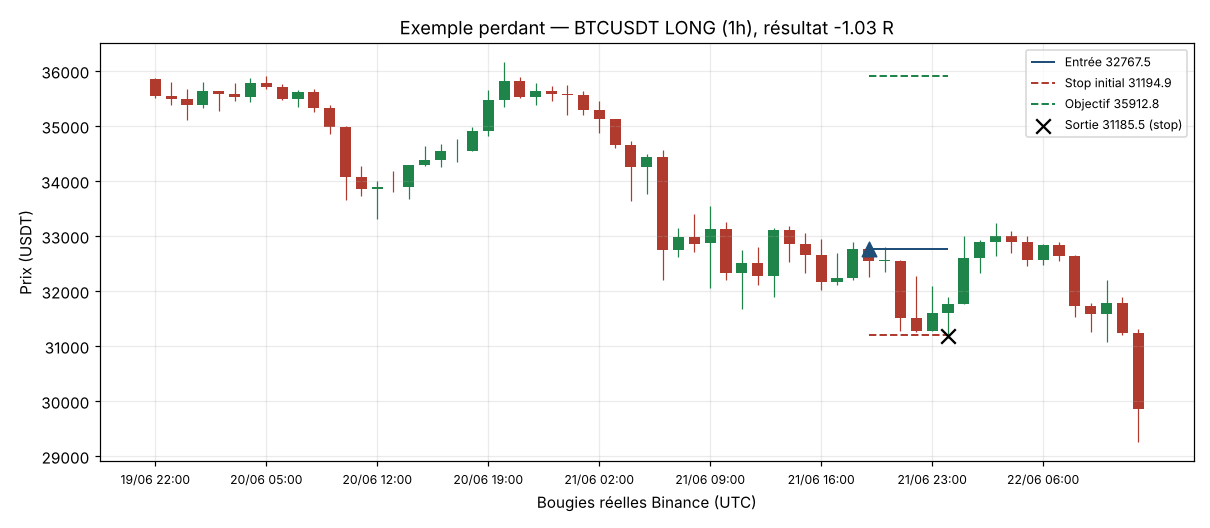 Exemple perdant — BTCUSDT LONG (1h), résultat -1.03 R
Entrée 32767.5
Stop initial 31194.9
Objectif 35912.8
Sortie 31185.5 (stop)
Prix (USDT)
36000
35000
34000
33000
32000
31000
30000
29000
19/06 22:00 20/06 05:00 20/06 12:00 20/06 19:00 21/06 02:00 21/06 09:00 21/06 16:00 21/06 23:00 22/06 06:00
Bougies réelles Binance (UTC)